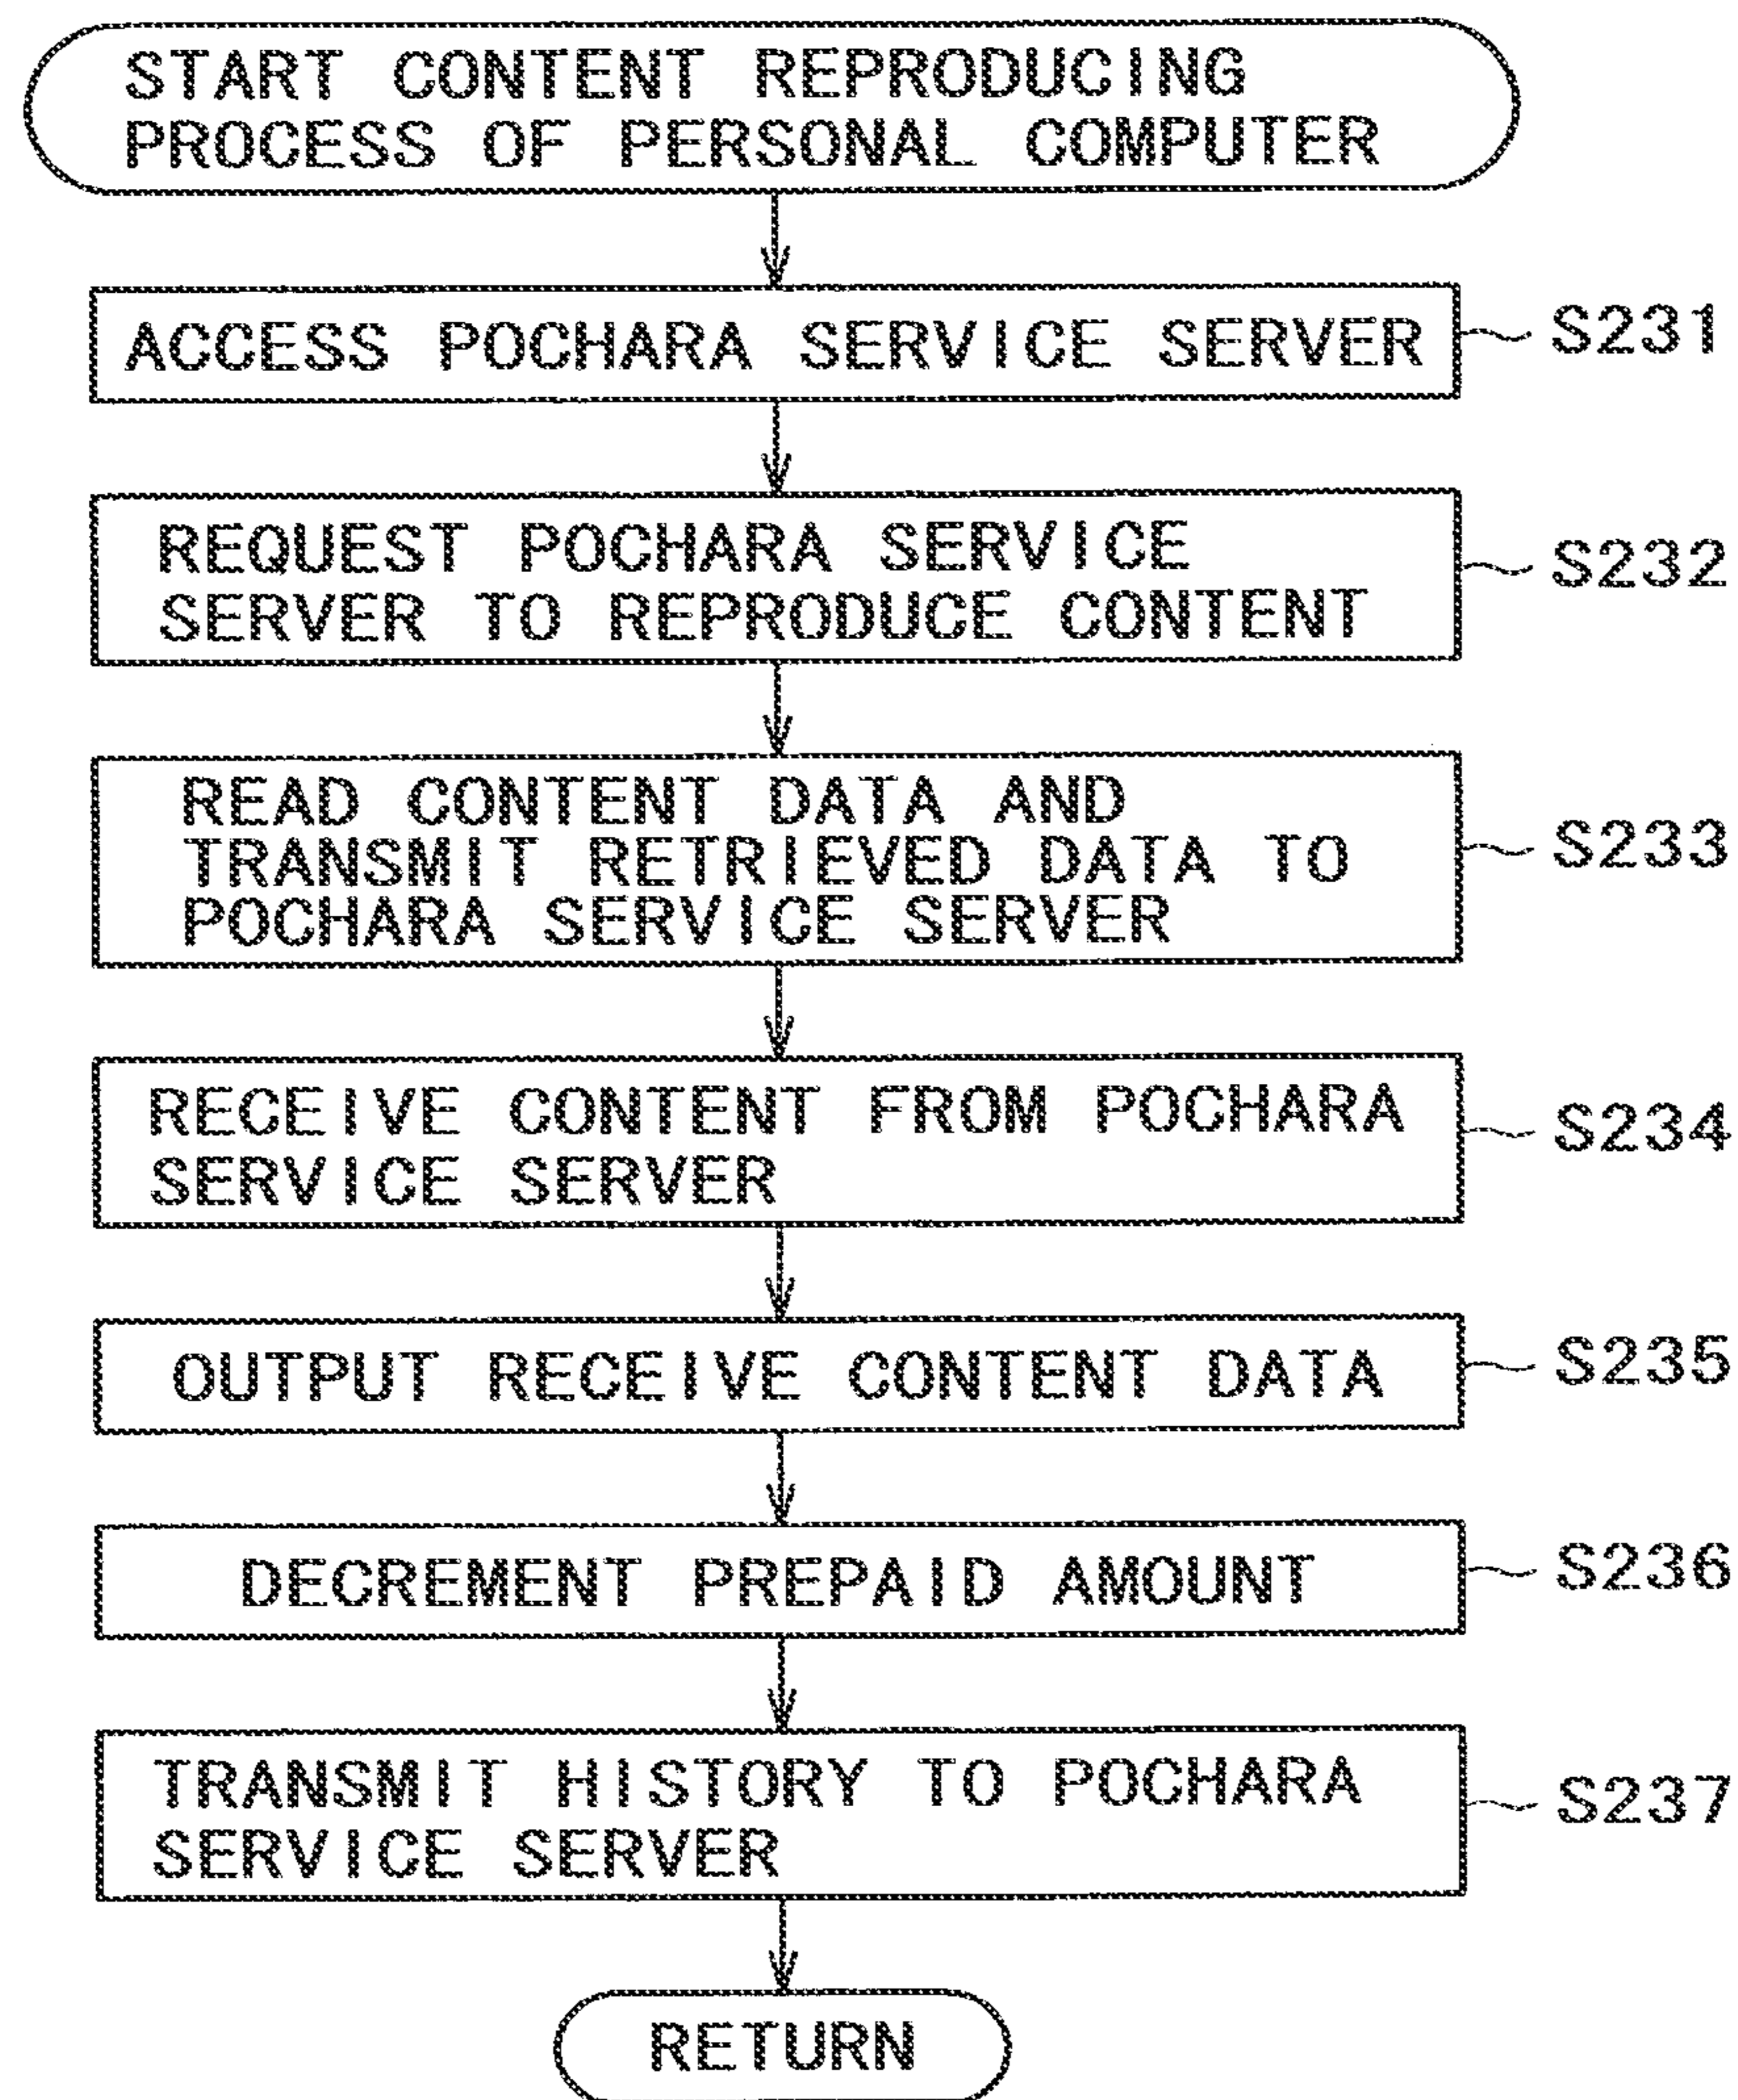 START CONTENT REPRODUCING
PROCESS OF PERSONAL COMPUTER
ACCESS POCHARA SERVICE SERVER
S231
REQUEST POCHARA SERVICE
SERVER TO REPRODUCE CONTENT
S232
READ CONTENT DATA AND
TRANSMIT RETRIEVED DATA TO
POCHARA SERVICE SERVER
S233
RECEIVE CONTENT FROM POCHARA
SERVICE SERVER
S234
OUTPUT RECEIVE CONTENT DATA
S235
DECREMENT PREPAID AMOUNT
S236
TRANSMIT HISTORY TO POCHARA
SERVICE SERVER
S237
RETURN